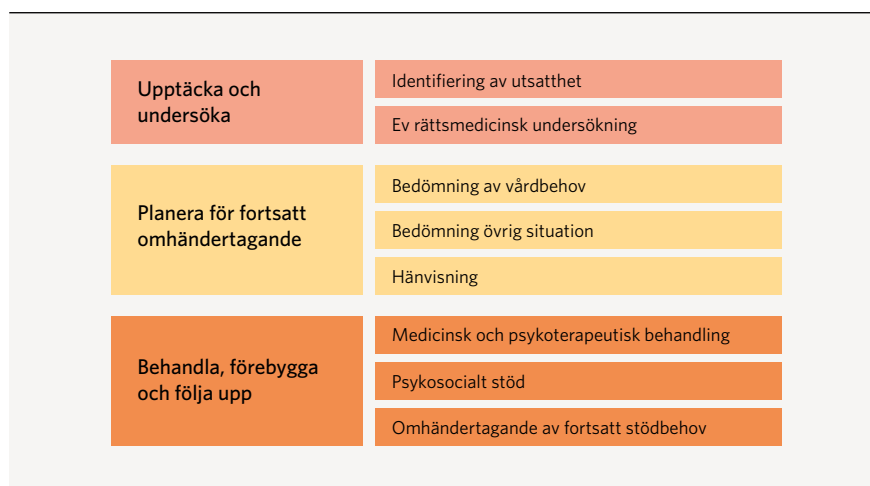 Upptäcka och
undersöka
Identifiering av utsatthet
Ev rättsmedicinsk undersökning
Planera för fortsatt
omhändertagande
Bedömning av vårdbehov
Bedömning övrig situation
Hänvisning
Behandla, förebygga
och följa upp
Medicinsk och psykoterapeutisk behandling
Psykosocialt stöd
Omhändertagande av fortsatt stödbehov